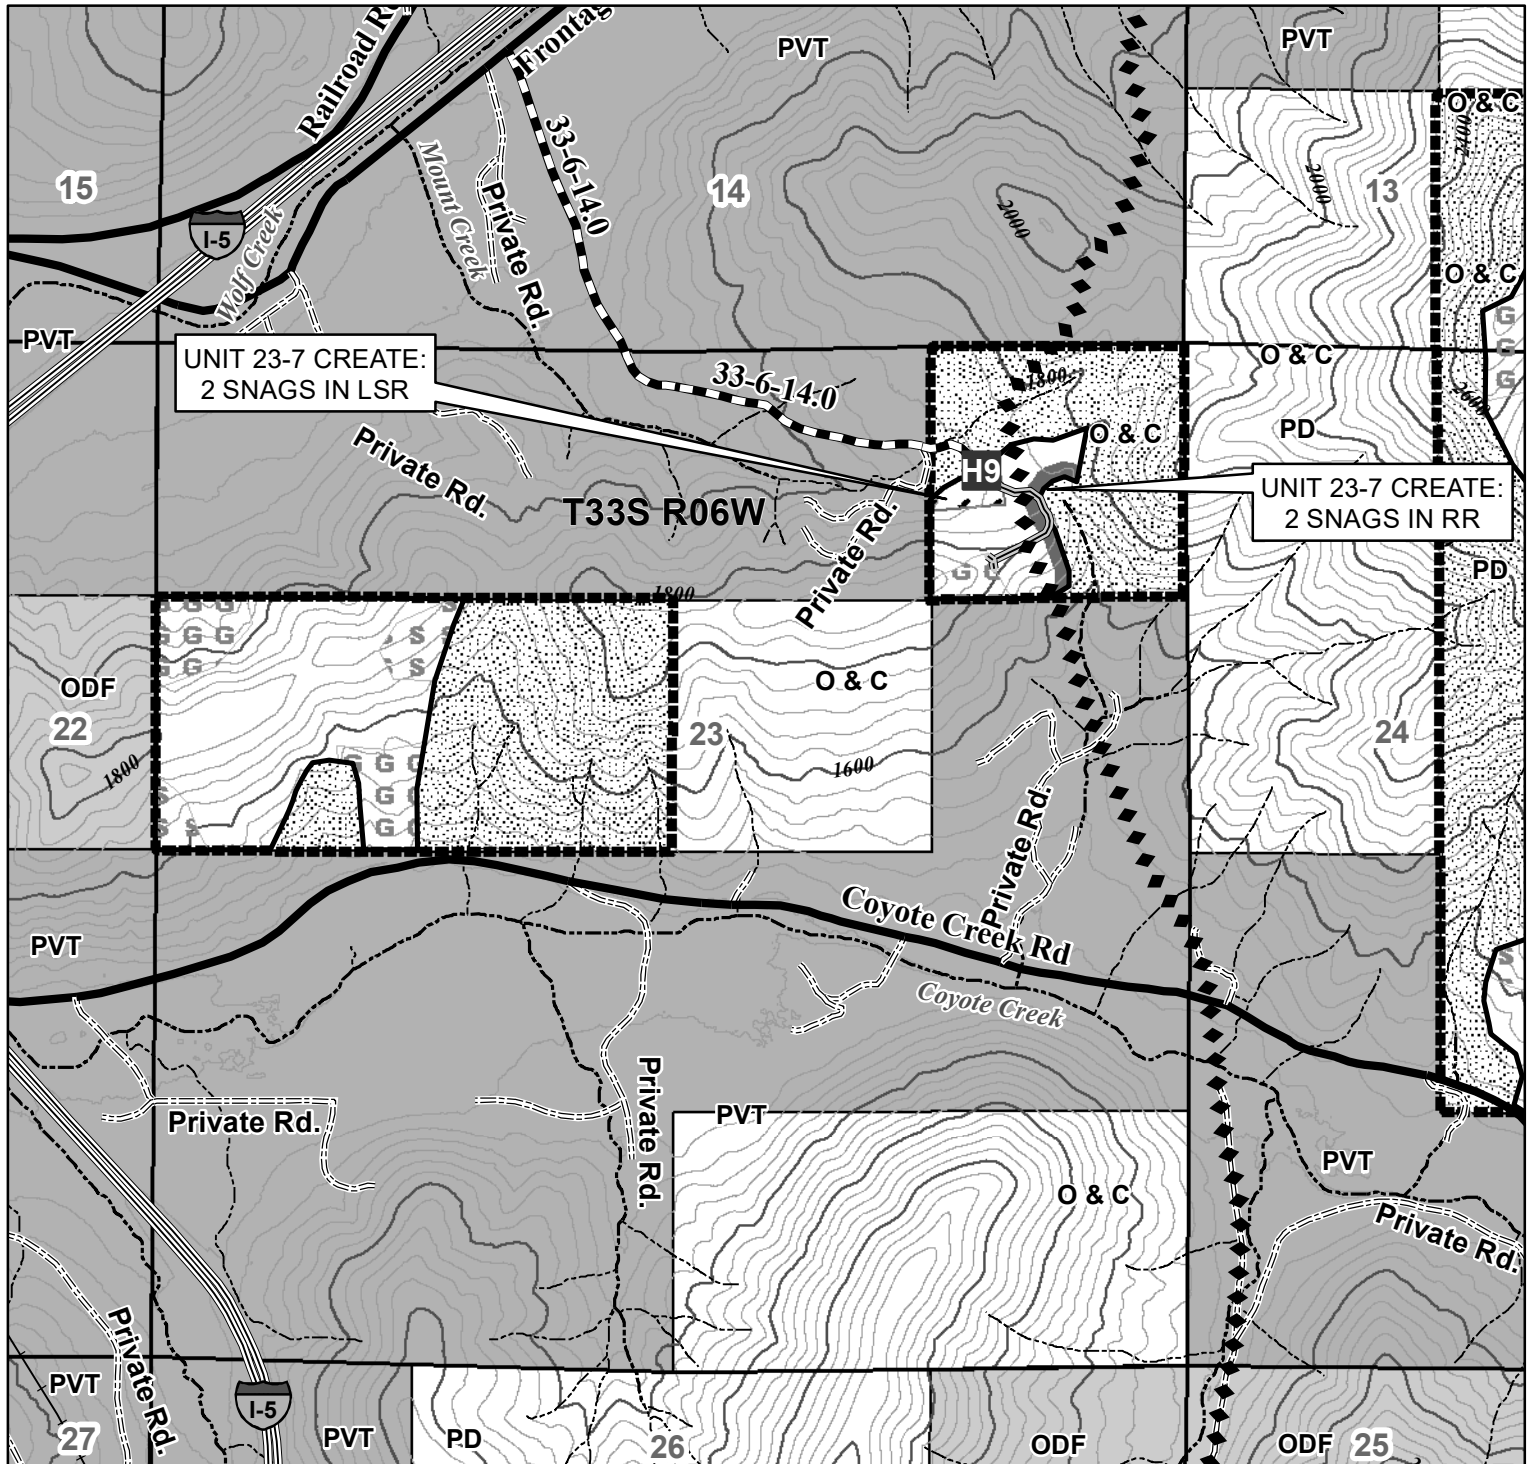 Railroad R
Frontag
PVT
PVT
O & C
2400
33-6-14.0
Mount Creek
Private Rd.
15
14
2000
13
2000
I-5
Wolf Creek
O & C
G
G
G
PVT
UNIT 23-7 CREATE:
2 SNAGS IN LSR
33-6-14.0
1800
O & C
2600
Private Rd.
O & C
PD
H9
T33S R06W
UNIT 23-7 CREATE:
2 SNAGS IN RR
Private Rd.
G G
PD
1800
G G G
S
G G G
S S S
G G
S S
ODF
O & C
22
23
24
1800
1600
G G G
S
G G
S S
G G
Private Rd.
PVT
Coyote Creek Rd
S
Coyote Creek
Private Rd.
Private Rd.
PVT
PVT
O & C
Private Rd.
Private Rd.
PVT
I-5
27
PVT
PD
26
ODF
ODF
25